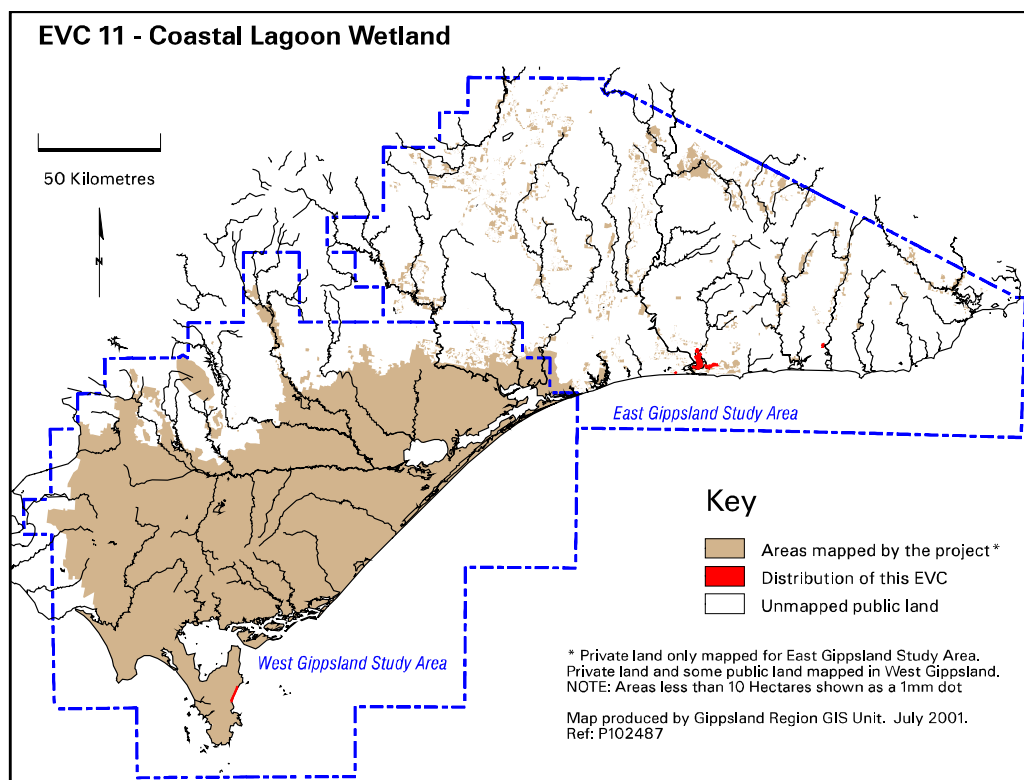 EVC 11 - Coastal Lagoon Wetland
50 Kilometres
N
East Gippsland Study Area
West Gippsland Study Area
Key
Areas mapped by the project*
Distribution of this EVC
Unmapped public land
* Private land only mapped for East Gippsland Study Area.
Private land and some public land mapped in West Gippsland.
NOTE: Areas less than 10 Hectares shown as a 1mm dot
Map produced by Gippsland Region GIS Unit. July 2001.
Ref: P102487